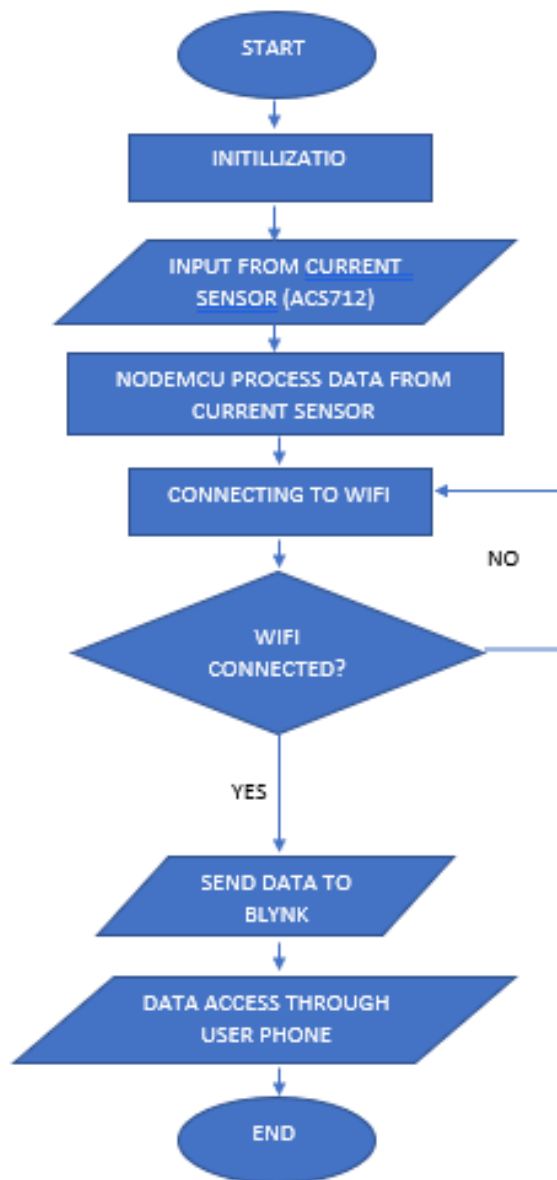 START
INITILLIZATIO
INPUT FROM CURRENT
SENSOR (ACS712)
NODEMCU PROCESS DATA FROM
CURRENT SENSOR
CONNECTING TO WIFI
NO
WIFI
CONNECTED?
YES
SEND DATA TO
BLYNK
DATA ACCESS THROUGH
USER PHONE
END